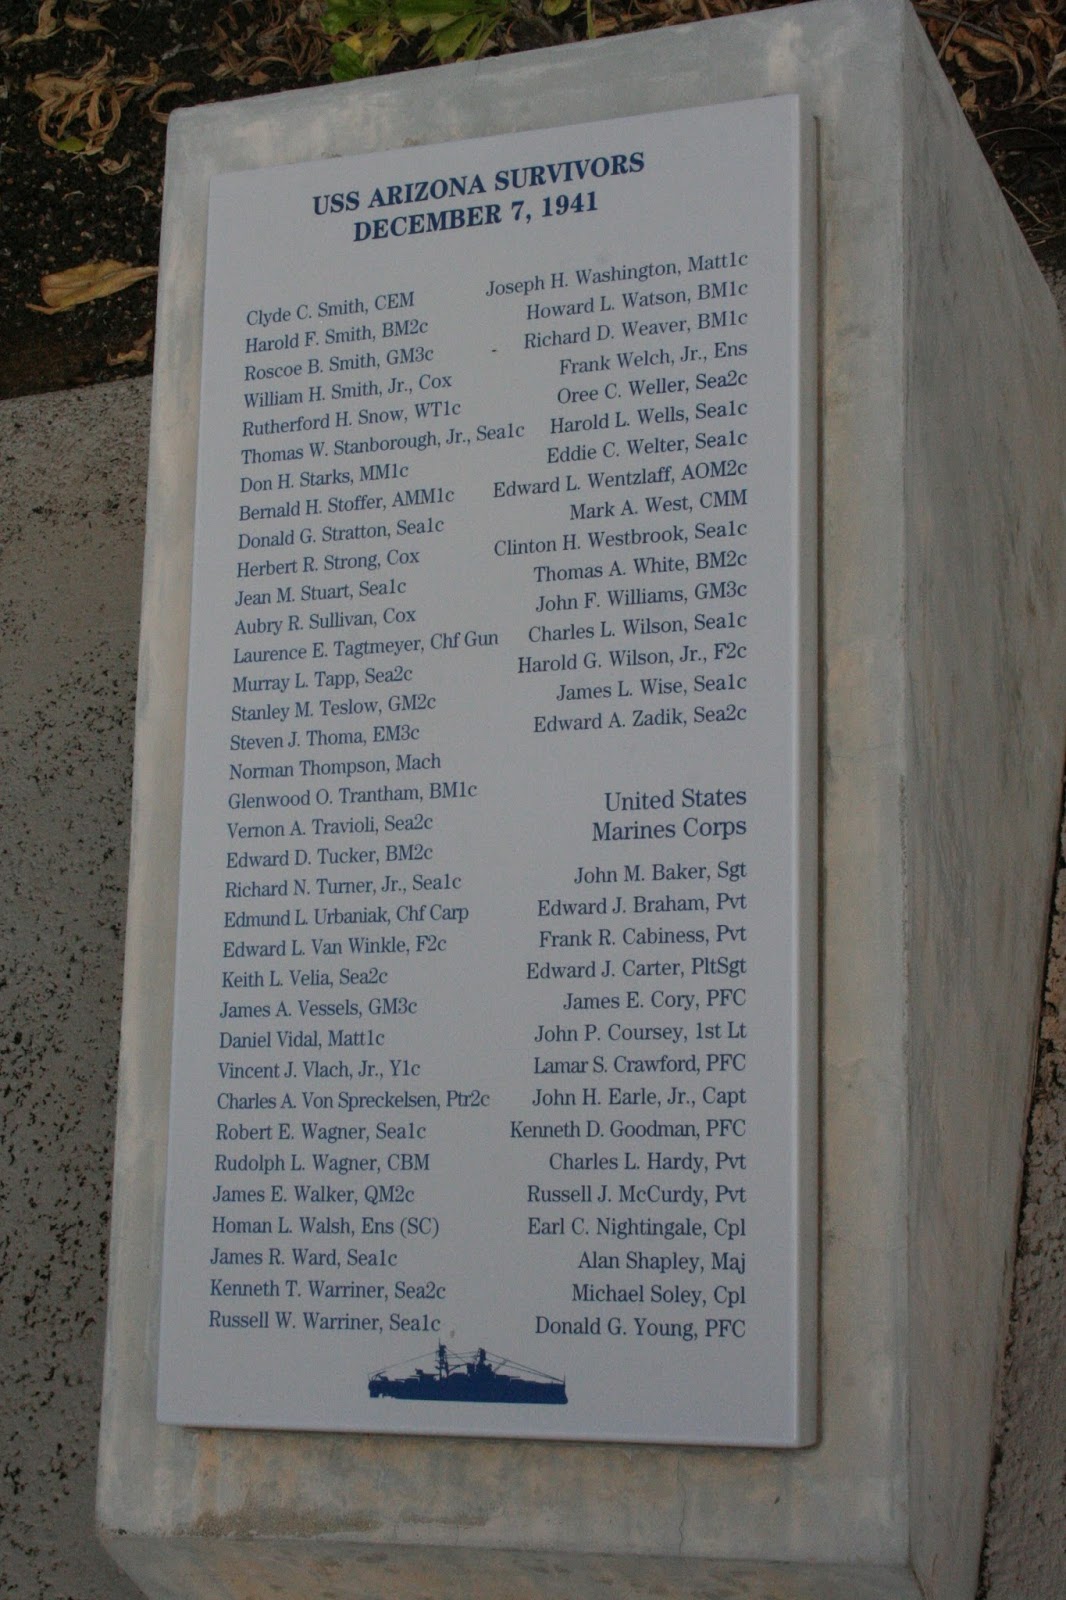 USS ARIZONA SURVIVORS
DECEMBER 7, 1941
Clyde C. Smith, CEM
Harold F. Smith, BM2c
Roscoe B. Smith, GM3c
William H. Smith, Jr., Cox
Rutherford H. Snow, WT1c
Thomas W. Stanborough, Jr., Sea1c
Don H. Starks, MM1c
Bernald H. Stoffer, AMM1c
Donald G. Stratton, Sea1c
Herbert R. Strong, Cox
Jean M. Stuart, Sea1c
Aubry R. Sullivan, Cox
Laurence E. Tagtmeyer, Chf Gun
Murray L. Tapp, Sea2c
Stanley M. Teslow, GM2c
Steven J. Thoma, EM3c
Norman Thompson, Mach
Glenwood O. Trantham, BM1c
Vernon A. Travioli, Sea2c
Edward D. Tucker, BM2c
Richard N. Turner, Jr., Sea1c
Edmund L. Urbaniak, Chf Carp
Edward L. Van Winkle, F2c
Keith L. Velia, Sea2c
James A. Vessels, GM3c
Daniel Vidal, Matt1c
Vincent J. Vlach, Jr., Y1c
Charles A. Von Spreckelsen, Ptr2c
Robert E. Wagner, Sea1c
Rudolph L. Wagner, CBM
James E. Walker, QM2c
Homan L. Walsh, Ens (SC)
James R. Ward, Sea1c
Kenneth T. Warriner, Sea2c
Russell W. Warriner, Sea1c
Joseph H. Washington, Matt1c
Howard L. Watson, BM1c
Richard D. Weaver, BM1c
Frank Welch, Jr., Ens
Oree C. Weller, Sea2c
Harold L. Wells, Sea1c
Eddie C. Welter, Sea1c
Edward L. Wentzlaff, AOM2c
Mark A. West, CMM
Clinton H. Westbrook, Sea1c
Thomas A. White, BM2c
John F. Williams, GM3c
Charles L. Wilson, Sea1c
Harold G. Wilson, Jr., F2c
James L. Wise, Sea1c
Edward A. Zadik, Sea2c
United States
Marines Corps
John M. Baker, Sgt
Edward J. Braham, Pvt
Frank R. Cabiness, Pvt
Edward J. Carter, PltSgt
James E. Cory, PFC
John P. Coursey, 1st Lt
Lamar S. Crawford, PFC
John H. Earle, Jr., Capt
Kenneth D. Goodman, PFC
Charles L. Hardy, Pvt
Russell J. McCurdy, Pvt
Earl C. Nightingale, Cpl
Alan Shapley, Maj
Michael Soley, Cpl
Donald G. Young, PFC